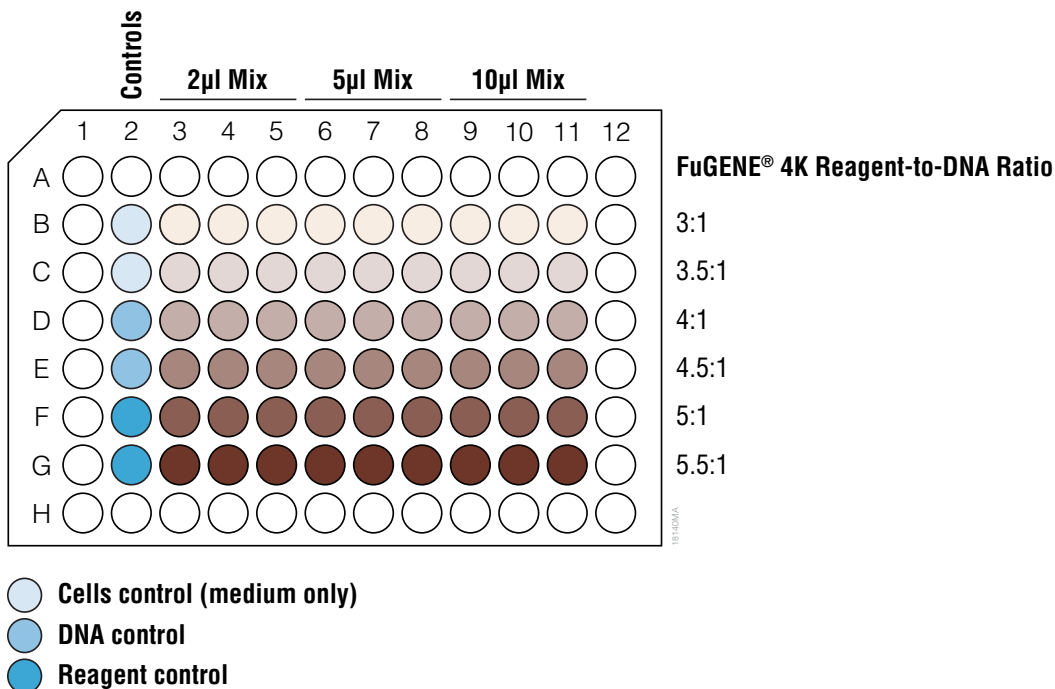 Controls
2µl Mix 5µl Mix 10µl Mix
1 2 3 4 5 6 7 8 9 10 11 12
FuGENE® 4K Reagent-to-DNA Ratio
A
B 3:1
C 3.5:1
D 4:1
E 4.5:1
F 5:1
G 5.5:1
H
18140MA
Cells control (medium only)
DNA control
Reagent control